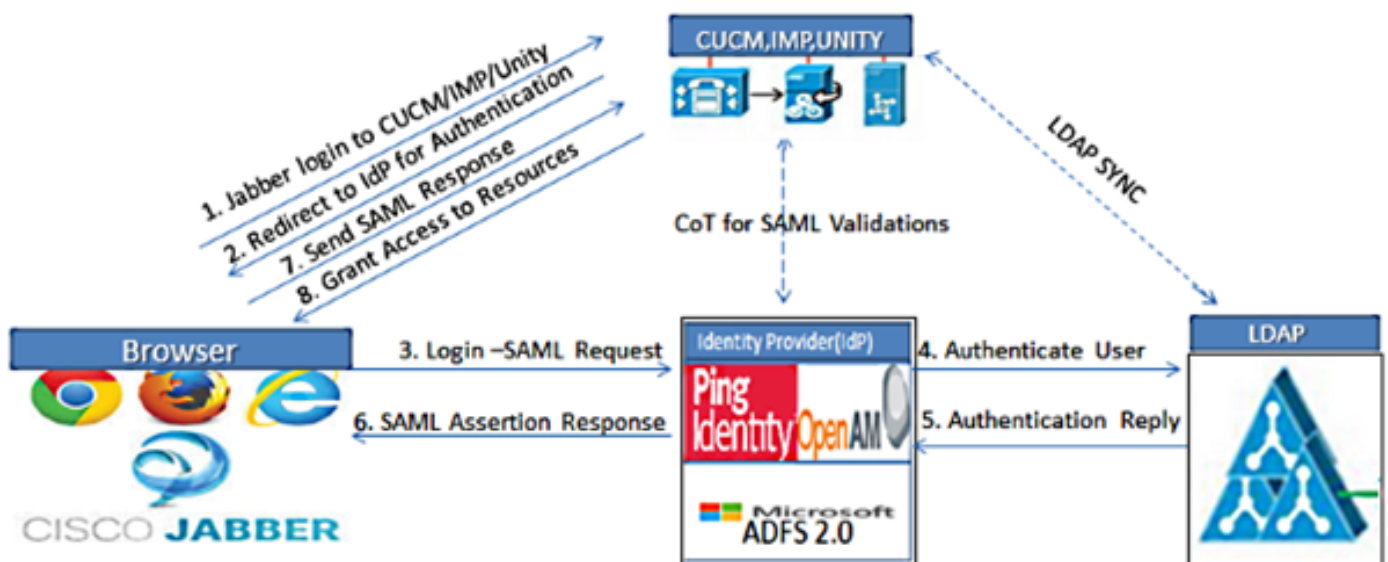 CUCM,IMP,UNITY
1. Jabber login to CUCM/IMP/Unity
2. Redirect to IdP for Authentication
7. Send SAML Response
8. Grant Access to Resources
LDAP SYNC
CoT for SAML Validations
Browser
3. Login –SAML Request
6. SAML Assertion Response
CISCO JABBER
Identity Provider(IdP)
Ping
Identity
OpenAM
Microsoft
ADFS 2.0
4. Authenticate User
5. Authentication Reply
LDAP